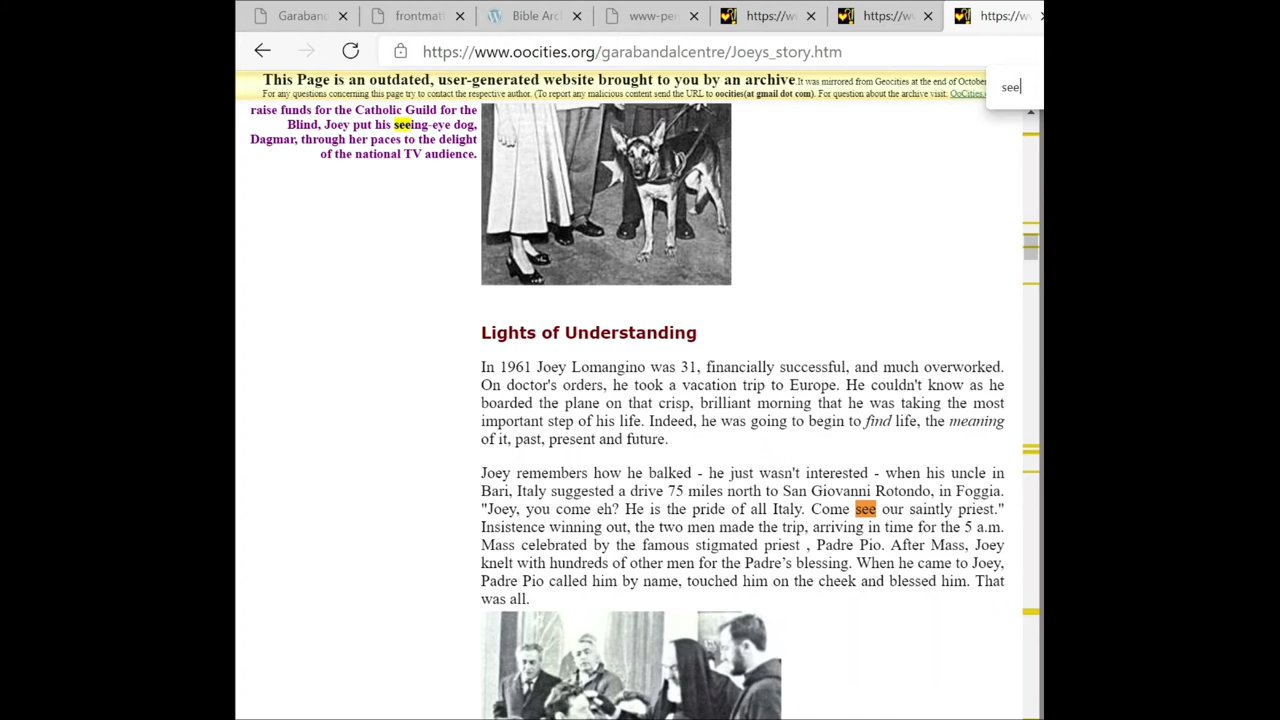 Garaband
frontmatt
Bible Arc
www-per
https://w
https://w
https://w
https://www.oocities.org/garabandalcentre/Joeys_story.htm
see
This Page is an outdated, user-generated website brought to you by an archive It was mirrored from Geocities at the end of October
For any questions concerning this page try to contact the respective author. (To report any malicious content send the URL to oocities(at gmail dot com). For question about the archive visit: OoCities.
raise funds for the Catholic Guild for the
Blind, Joey put his seeing-eye dog,
Dagmar, through her paces to the delight
of the national TV audience.
Lights of Understanding
In 1961 Joey Lomangino was 31, financially successful, and much overworked.
On doctor's orders, he took a vacation trip to Europe. He couldn't know as he
boarded the plane on that crisp, brilliant morning that he was taking the most
important step of his life. Indeed, he was going to begin to find life, the meaning
of it, past, present and future.
Joey remembers how he balked - he just wasn't interested - when his uncle in
Bari, Italy suggested a drive 75 miles north to San Giovanni Rotondo, in Foggia.
"Joey, you come eh? He is the pride of all Italy. Come see our saintly priest."
Insistence winning out, the two men made the trip, arriving in time for the 5 a.m.
Mass celebrated by the famous stigmated priest , Padre Pio. After Mass, Joey
knelt with hundreds of other men for the Padre’s blessing. When he came to Joey,
Padre Pio called him by name, touched him on the cheek and blessed him. That
was all.